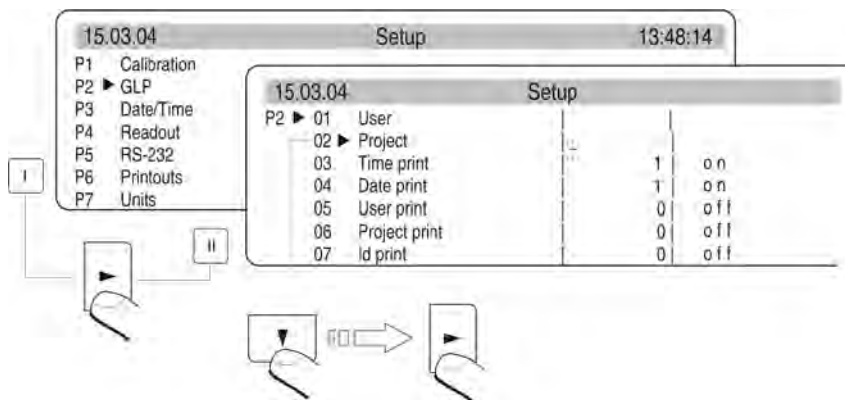 15.03.04 Setup 13:48:14
P1 Calibration
P2 GLP
P3 Date/Time
P4 Readout
P5 RS-232
P6 Printouts
P7 Units
I
II
15.03.04 Setup
P2 01 User
02 Project
03 Time print 1 on
04 Date print 1 on
05 User print 0 off
06 Project print 0 off
07 Id print 0 off